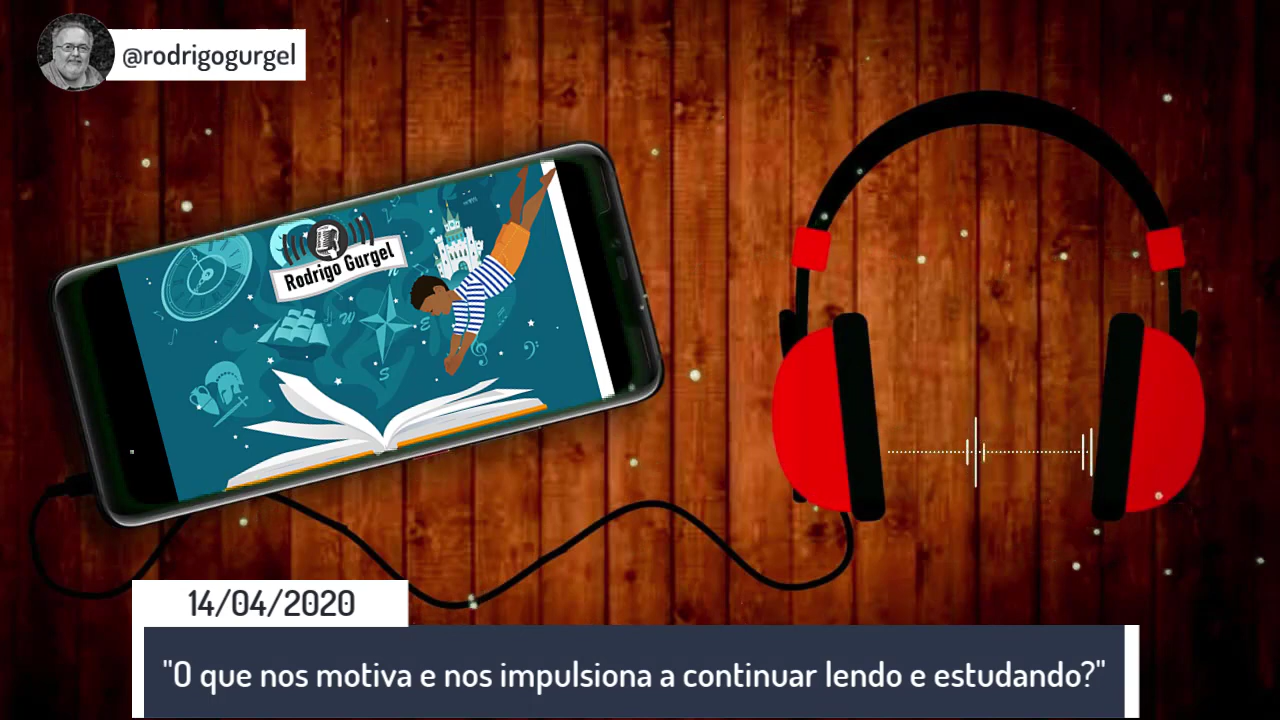 @rodrigogurgel
Rodrigo Gurgel
W
N
E
S
14/04/2020
"O que nos motiva e nos impulsiona a continuar lendo e estudando?"